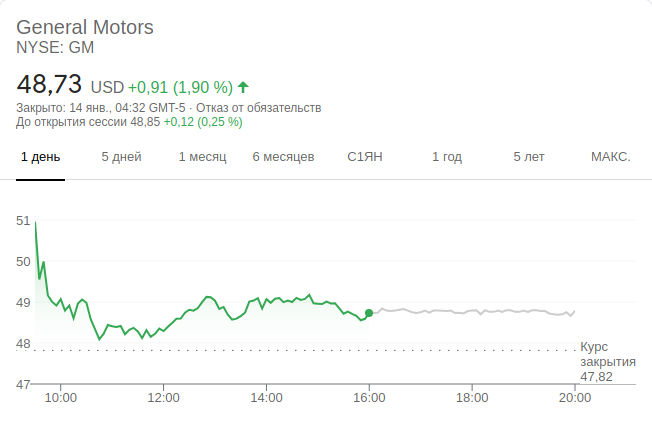 General Motors
NYSE: GM
48,73 USD +0,91 (1,90 %)
Закрыто: 14 янв., 04:32 GMT-5 · Отказ от обязательств
До открытия сессии 48,85 +0,12 (0,25 %)
1 день 5 дней 1 месяц 6 месяцев С1ЯН 1 год 5 лет МАКС.
51
50
49
48
Курс
закрытия
47,82
47
10:00 12:00 14:00 16:00 18:00 20:00